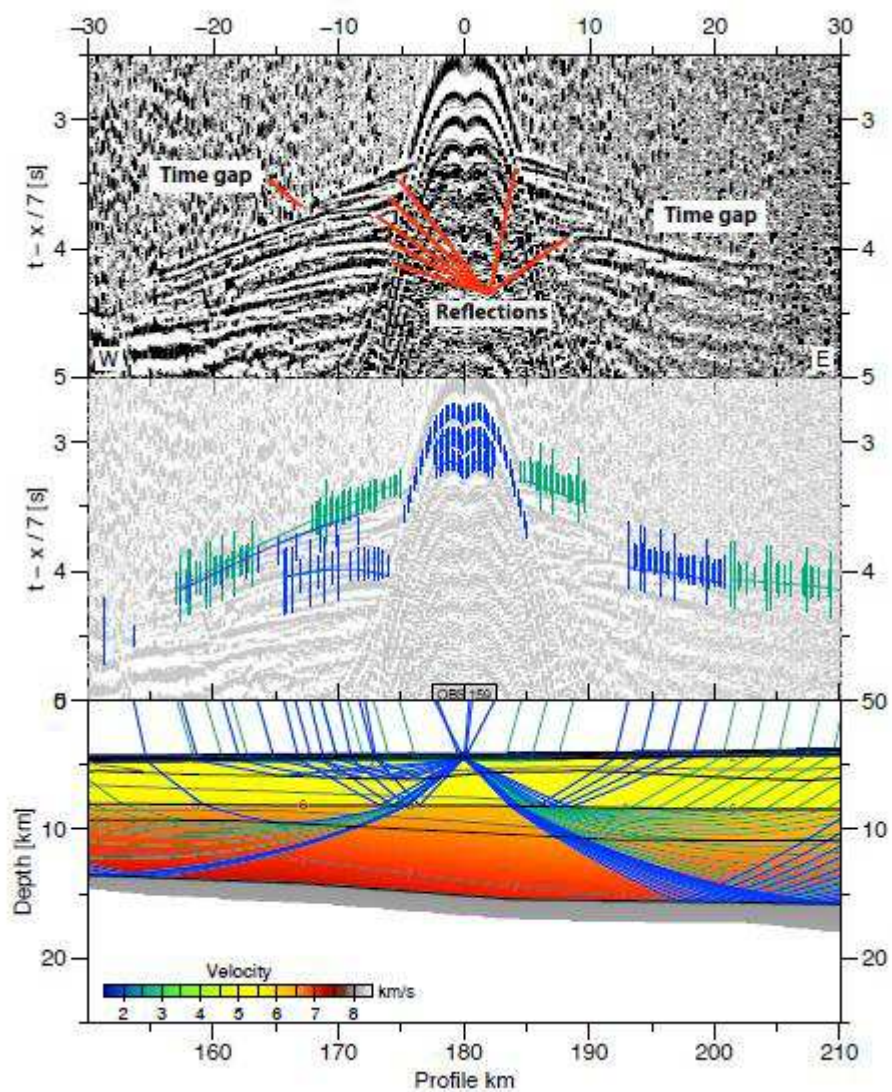 −30 −20 −10 0 10 20 30
3 3
Time gap
Time gap
4 4
t − x / 7 [s]
Reflections
W E
5 5
3 3
t − x / 7 [s]
4 4
OBS 159
10 10
Depth [km]
20 20
Velocity
km/s
2 3 4 5 6 7 8
160 170 180 190 200 210
Profile km